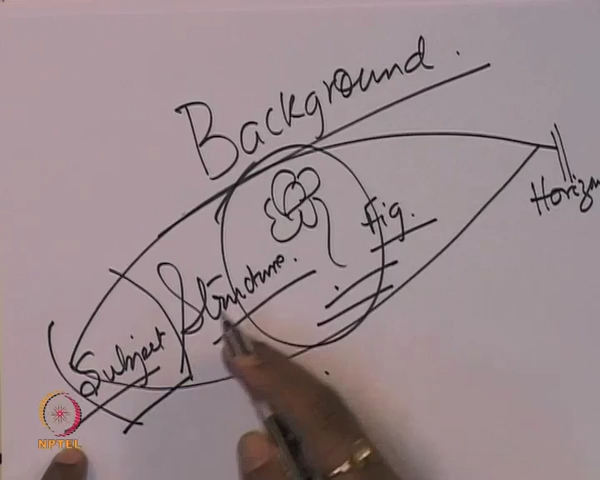 Background.
Horizon
Fig.
Structure.
Subject
NPTEL